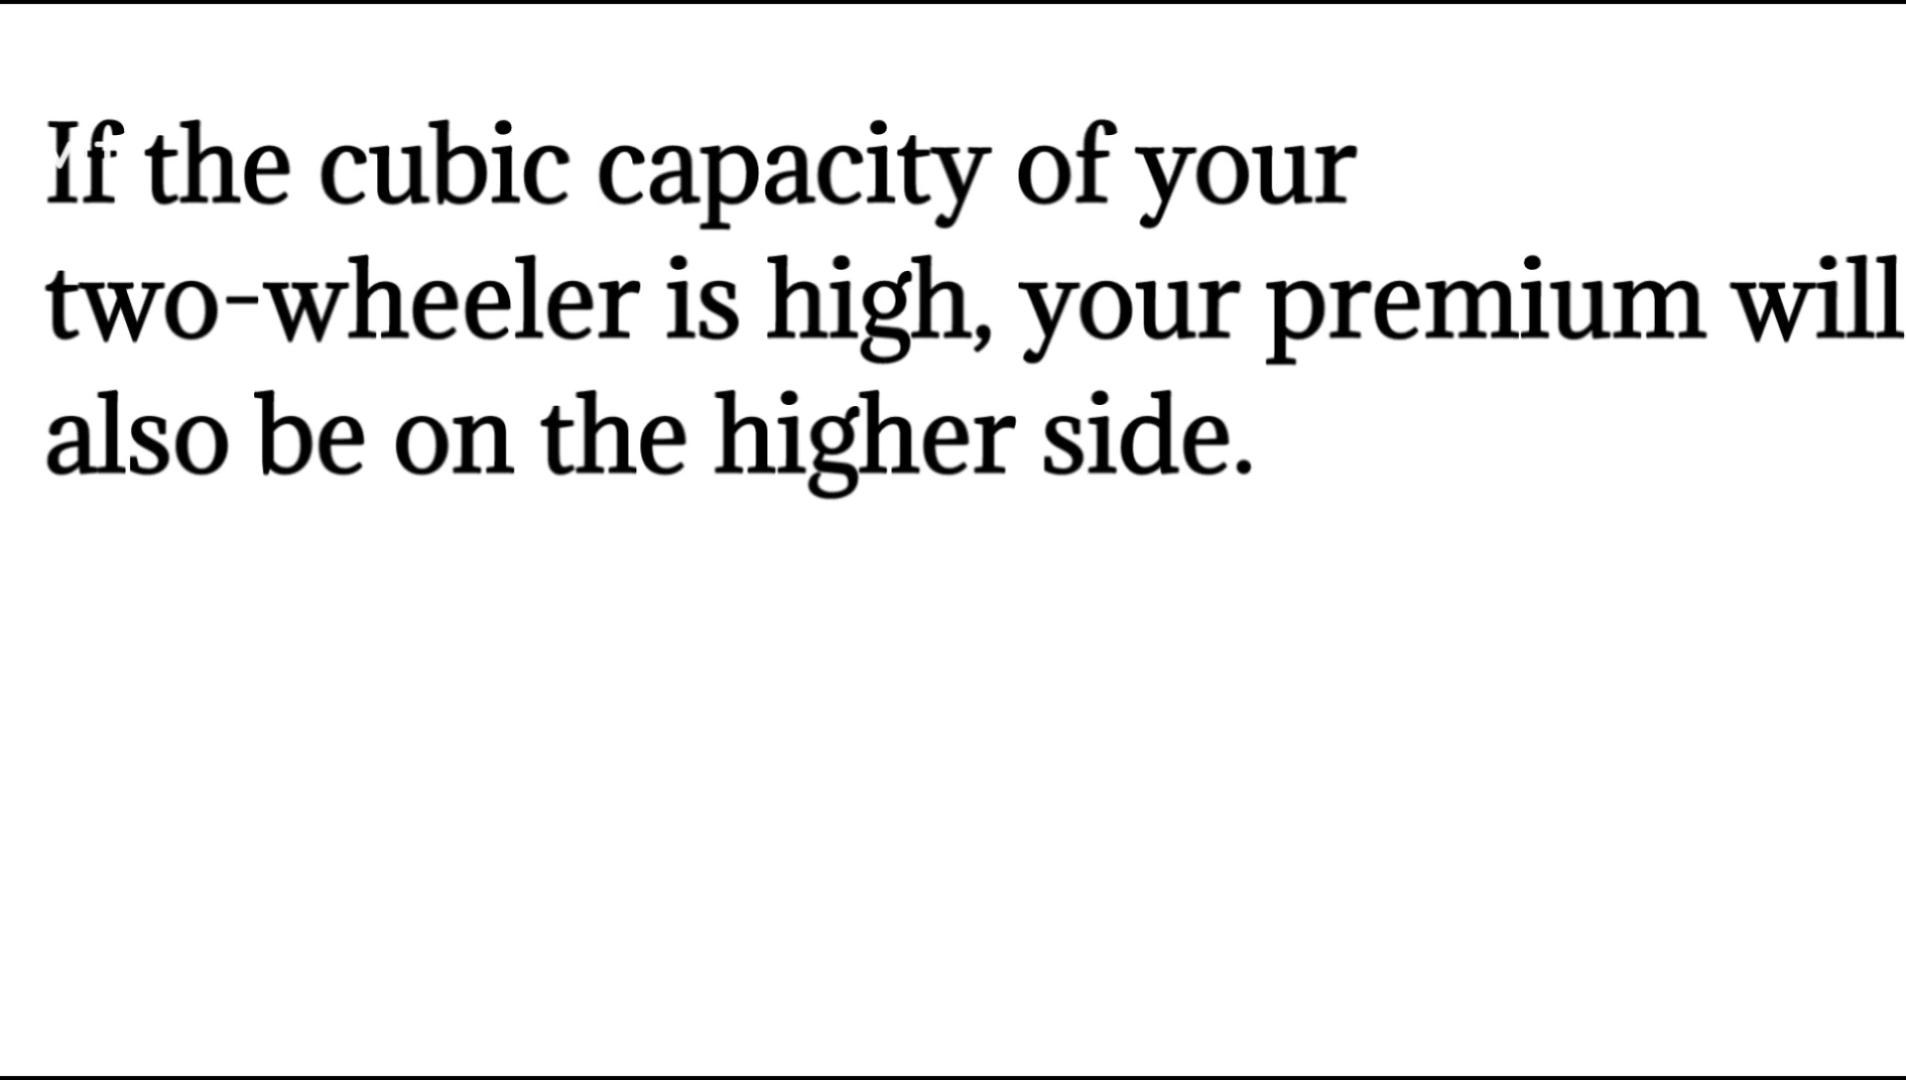 If the cubic capacity of your
two-wheeler is high, your premium will
also be on the higher side.